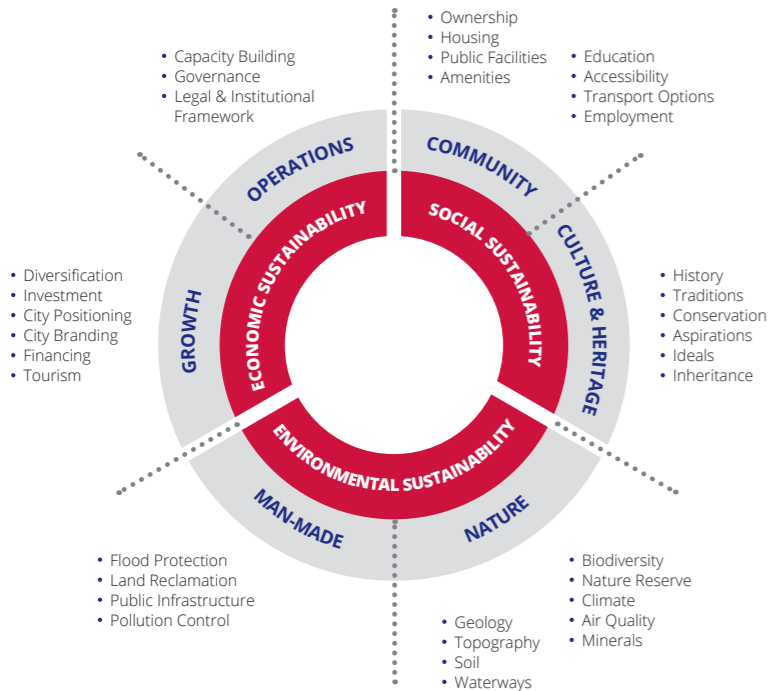 • Ownership
• Housing
• Public Facilities
• Amenities
• Education
• Accessibility
• Transport Options
• Employment
• Capacity Building
• Governance
• Legal & Institutional
Framework
OPERATIONS
COMMUNITY
ECONOMIC SUSTAINABILITY
SOCIAL SUSTAINABILITY
GROWTH
CULTURE & HERITAGE
• Diversification
• Investment
• City Positioning
• City Branding
• Financing
• Tourism
• History
• Traditions
• Conservation
• Aspirations
• Ideals
• Inheritance
ENVIRONMENTAL SUSTAINABILITY
MAN-MADE
NATURE
• Flood Protection
• Land Reclamation
• Public Infrastructure
• Pollution Control
• Geology
• Topography
• Soil
• Waterways
• Biodiversity
• Nature Reserve
• Climate
• Air Quality
• Minerals